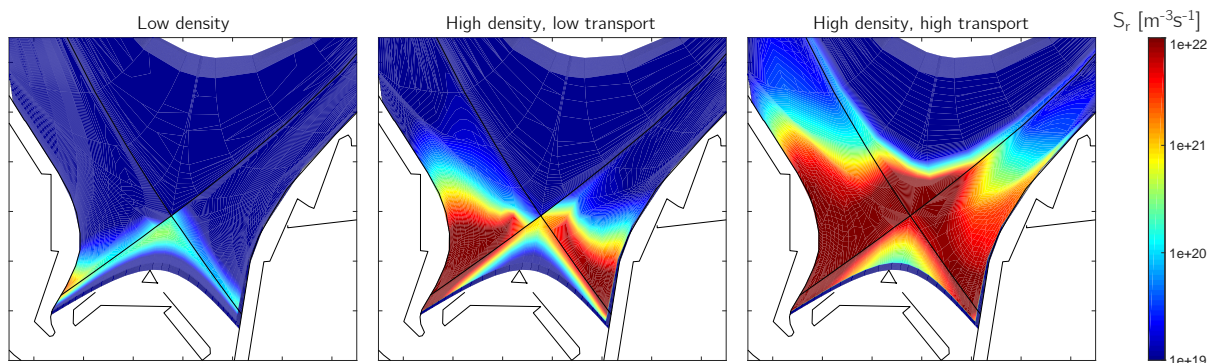 Low density
High density, low transport
High density, high transport
Sᵣ [m⁻³s⁻¹]
1e+22
1e+21
1e+20
1e+19